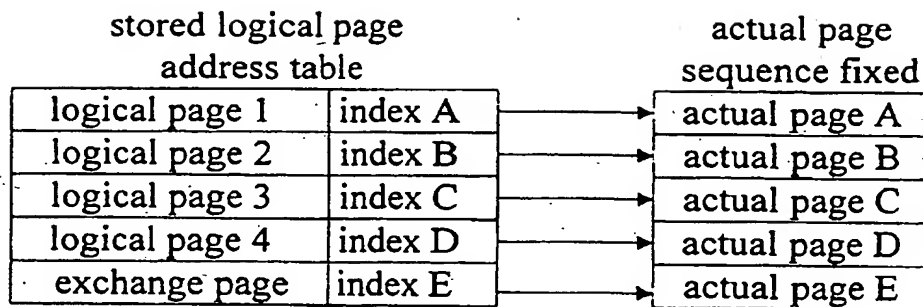 stored logical page
address table
actual page
sequence fixed
logical page 1 index A actual page A
logical page 2 index B actual page B
logical page 3 index C actual page C
logical page 4 index D actual page D
exchange page index E actual page E